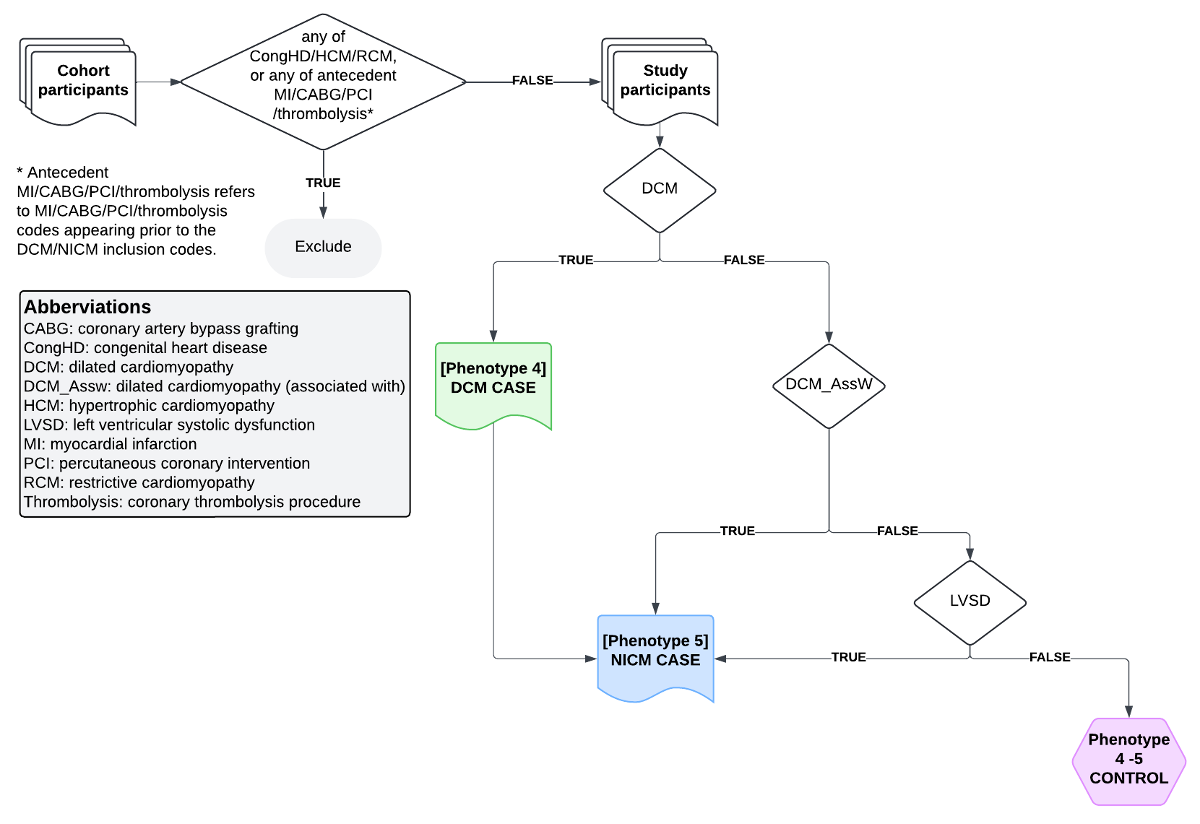 Cohort
participants
any of
CongHD/HCM/RCM,
or any of antecedent
MI/CABG/PCI
/thrombolysis*
FALSE
Study
participants
TRUE
Exclude
* Antecedent
MI/CABG/PCI/thrombolysis refers
to MI/CABG/PCI/thrombolysis
codes appearing prior to the
DCM/NICM inclusion codes.
DCM
TRUE
FALSE
Abberviations
CABG: coronary artery bypass grafting
CongHD: congenital heart disease
DCM: dilated cardiomyopathy
DCM_Assw: dilated cardiomyopathy (associated with)
HCM: hypertrophic cardiomyopathy
LVSD: left ventricular systolic dysfunction
MI: myocardial infarction
PCI: percutaneous coronary intervention
RCM: restrictive cardiomyopathy
Thrombolysis: coronary thrombolysis procedure
[Phenotype 4]
DCM CASE
DCM_AssW
TRUE
FALSE
LVSD
[Phenotype 5]
NICM CASE
TRUE
FALSE
Phenotype
4 -5
CONTROL